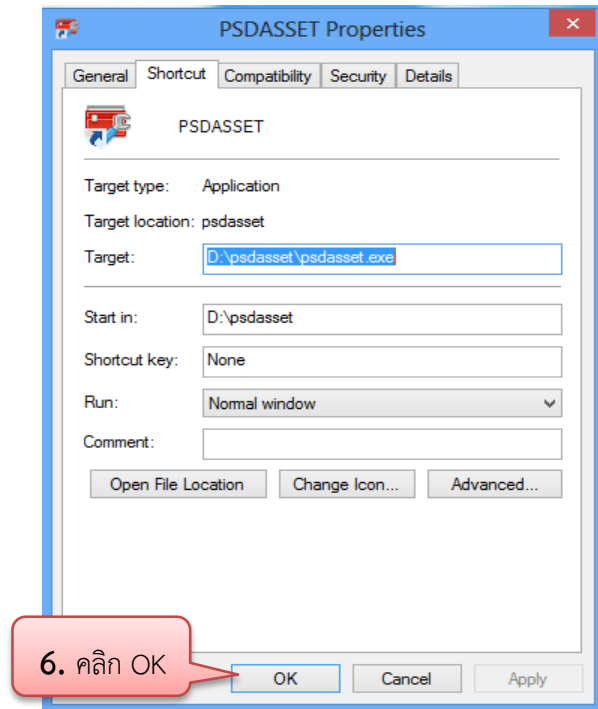 PSDASSET Properties
General Shortcut Compatibility Security Details
PSDASSET
Target type: Application
Target location: psdasset
Target: D:\psdasset\psdasset.exe
Start in: D:\psdasset
Shortcut key: None
Run: Normal window
Comment:
Open File Location Change Icon... Advanced...
6. คลิก OK
OK Cancel Apply